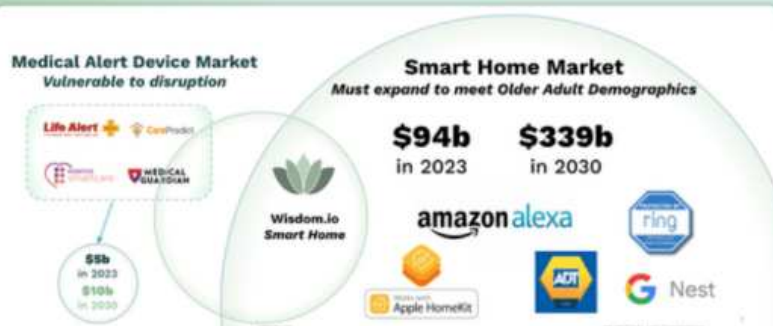 Medical Alert Device Market
Vulnerable to disruption
Life Alert
CarePredict
MEDICAL
GUARDIAN
$5b
in 2023
$10b
in 2030
Wisdom.io
Smart Home
Smart Home Market
Must expand to meet Older Adult Demographics
$94b
in 2023
$339b
in 2030
amazon alexa
ring
Works with
Apple HomeKit
ADT
G Nest